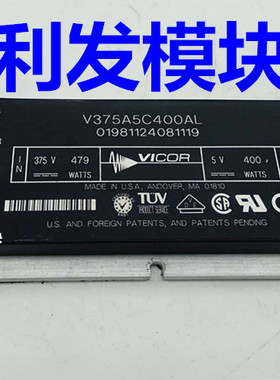 利发模块
V375A5C400AL
01981124081119
IN 375 V 479 WATTS VICOR 5 V 400 WATTS
MADE IN U.S.A., ANDOVER, MA 01810
TÜV PRODUCT SERVICE
U.S. AND FOREIGN PATENTS, AND PATENTS PENDING